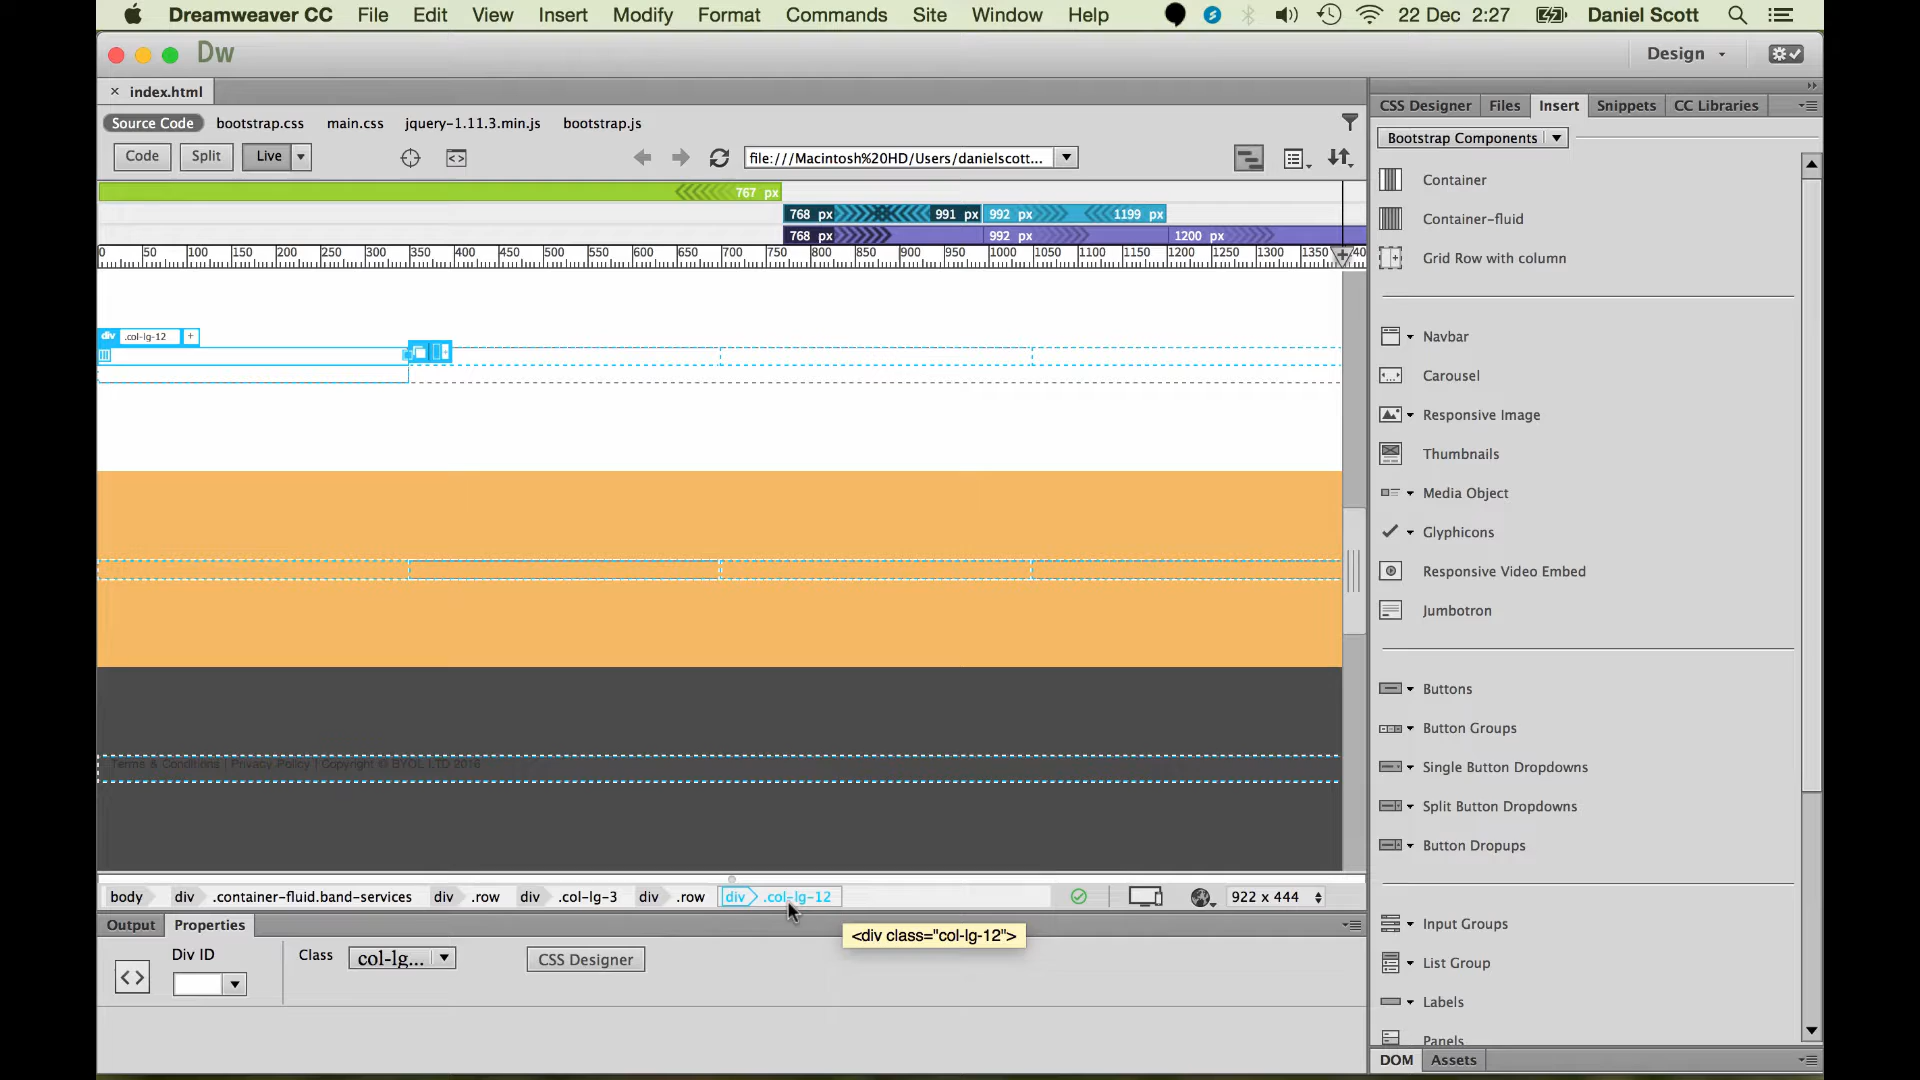 Dreamweaver CC File Edit View Insert Modify Format Commands Site Window Help 22 Dec 2:27 Daniel Scott
Dw Design
index.html
CSS Designer Files Insert Snippets CC Libraries
Source Code bootstrap.css main.css jquery-1.11.3.min.js bootstrap.js
Bootstrap Components
Code Split Live file:///Macintosh%20HD/Users/danielscott...
767 px
768 px 991 px 992 px 1199 px
768 px 992 px 1200 px
0 50 100 150 200 250 300 350 400 450 500 550 600 650 700 750 800 850 900 950 1000 1050 1100 1150 1200 1250 1300 1350
div .col-lg-12 +
Container
Container-fluid
Grid Row with column
Navbar
Carousel
Responsive Image
Thumbnails
Media Object
Glyphicons
Responsive Video Embed
Jumbotron
Buttons
Button Groups
Single Button Dropdowns
Split Button Dropdowns
Button Dropups
Input Groups
List Group
Labels
Panels
Terms & Conditions | Privacy Policy | Copyright © BYOL LTD 2016
body div .container-fluid.band-services div .row div .col-lg-3 div .row div .col-lg-12 922 x 444
Output Properties
<div class="col-lg-12">
Div ID Class col-lg... CSS Designer
DOM Assets